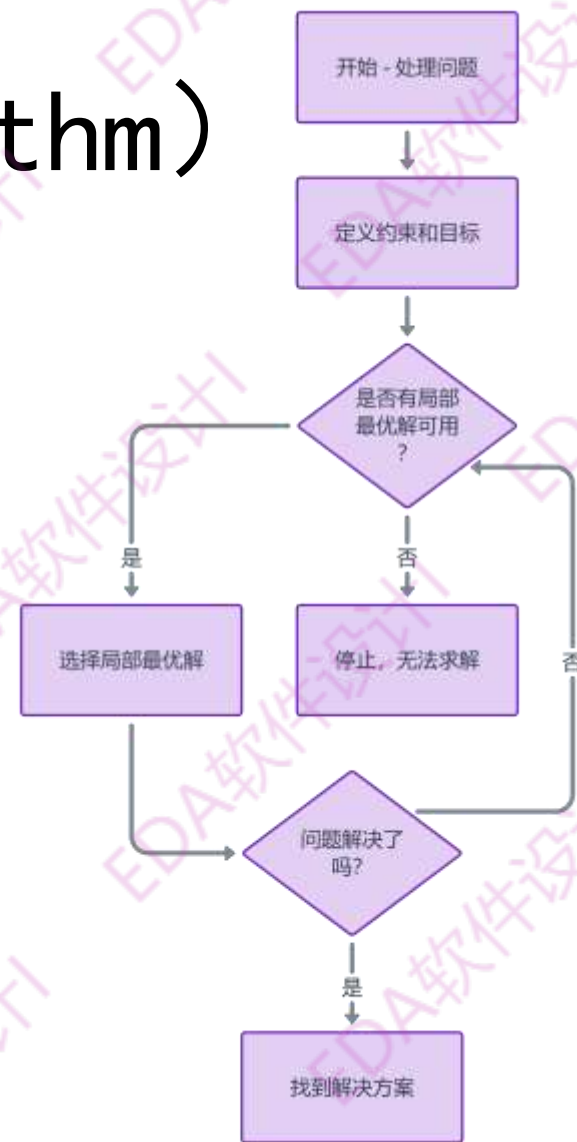 thm)
开始 - 处理问题
定义约束和目标
是否有局部
最优解可用
?
是
否
选择局部最优解
停止，无法求解
否
问题解决了
吗?
是
找到解决方案
EDA软件设计